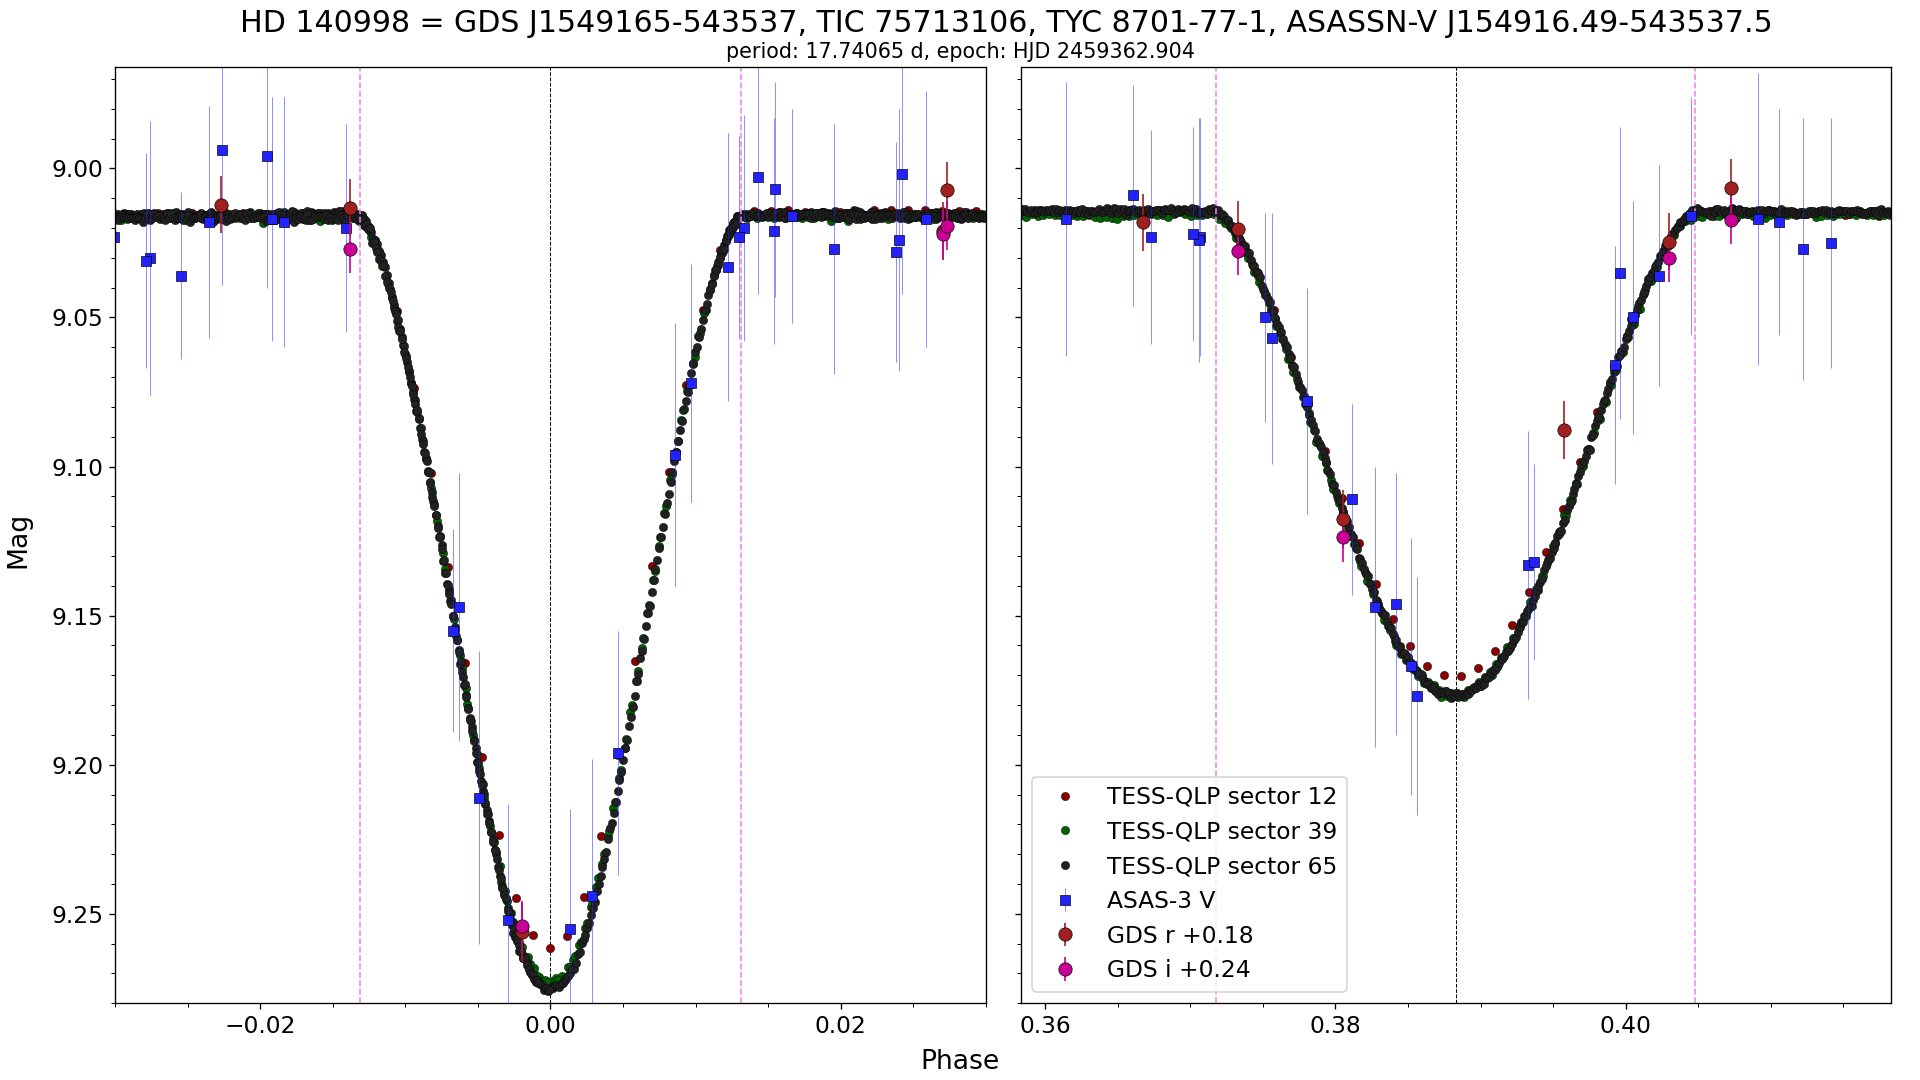 HD 140998 = GDS J1549165-543537, TIC 75713106, TYC 8701-77-1, ASASSN-V J154916.49-543537.5
period: 17.74065 d, epoch: HJD 2459362.904
Mag
9.00
9.05
9.10
9.15
9.20
9.25
−0.02
0.00
0.02
0.36
0.38
0.40
Phase
TESS-QLP sector 12
TESS-QLP sector 39
TESS-QLP sector 65
ASAS-3 V
GDS r +0.18
GDS i +0.24